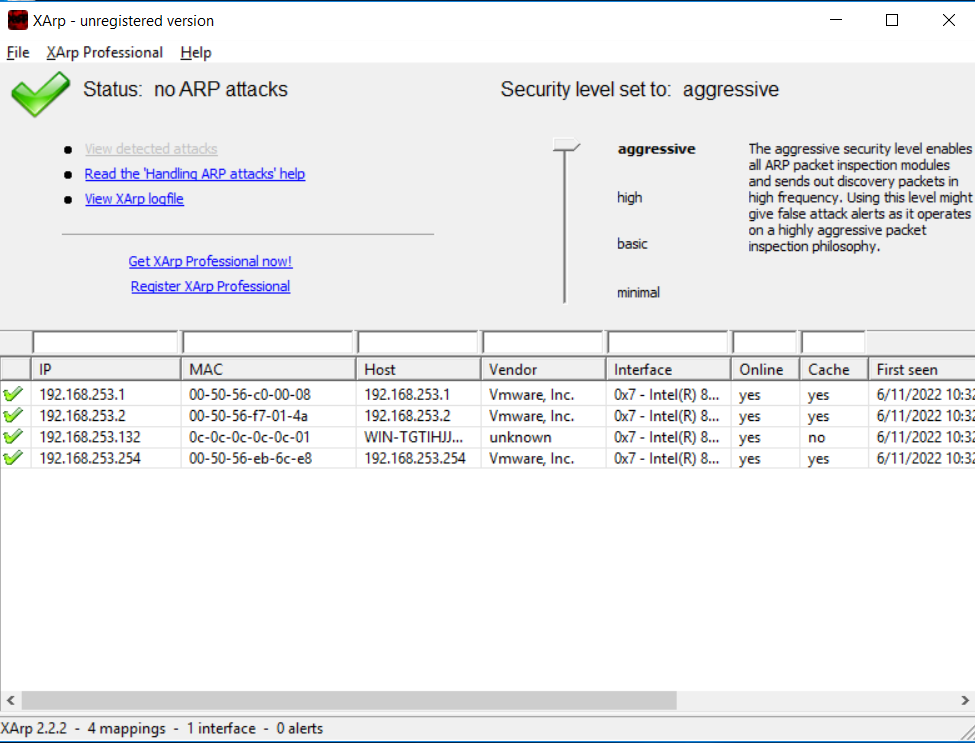 XArp - unregistered version
File XArp Professional Help
Status: no ARP attacks
Security level set to: aggressive
View detected attacks
Read the 'Handling ARP attacks' help
View XArp logfile
Get XArp Professional now!
Register XArp Professional
aggressive
high
basic
minimal
The aggressive security level enables
all ARP packet inspection modules
and sends out discovery packets in
high frequency. Using this level might
give false attack alerts as it operates
on a highly aggressive packet
inspection philosophy.
IP MAC Host Vendor Interface Online Cache First seen
192.168.253.1 00-50-56-c0-00-08 192.168.253.1 Vmware, Inc. 0x7 - Intel(R) 8... yes yes 6/11/2022 10:32
192.168.253.2 00-50-56-f7-01-4a 192.168.253.2 Vmware, Inc. 0x7 - Intel(R) 8... yes yes 6/11/2022 10:32
192.168.253.132 0c-0c-0c-0c-0c-01 WIN-TGTIHJJ... unknown 0x7 - Intel(R) 8... yes no 6/11/2022 10:32
192.168.253.254 00-50-56-eb-6c-e8 192.168.253.254 Vmware, Inc. 0x7 - Intel(R) 8... yes yes 6/11/2022 10:32
XArp 2.2.2 - 4 mappings - 1 interface - 0 alerts